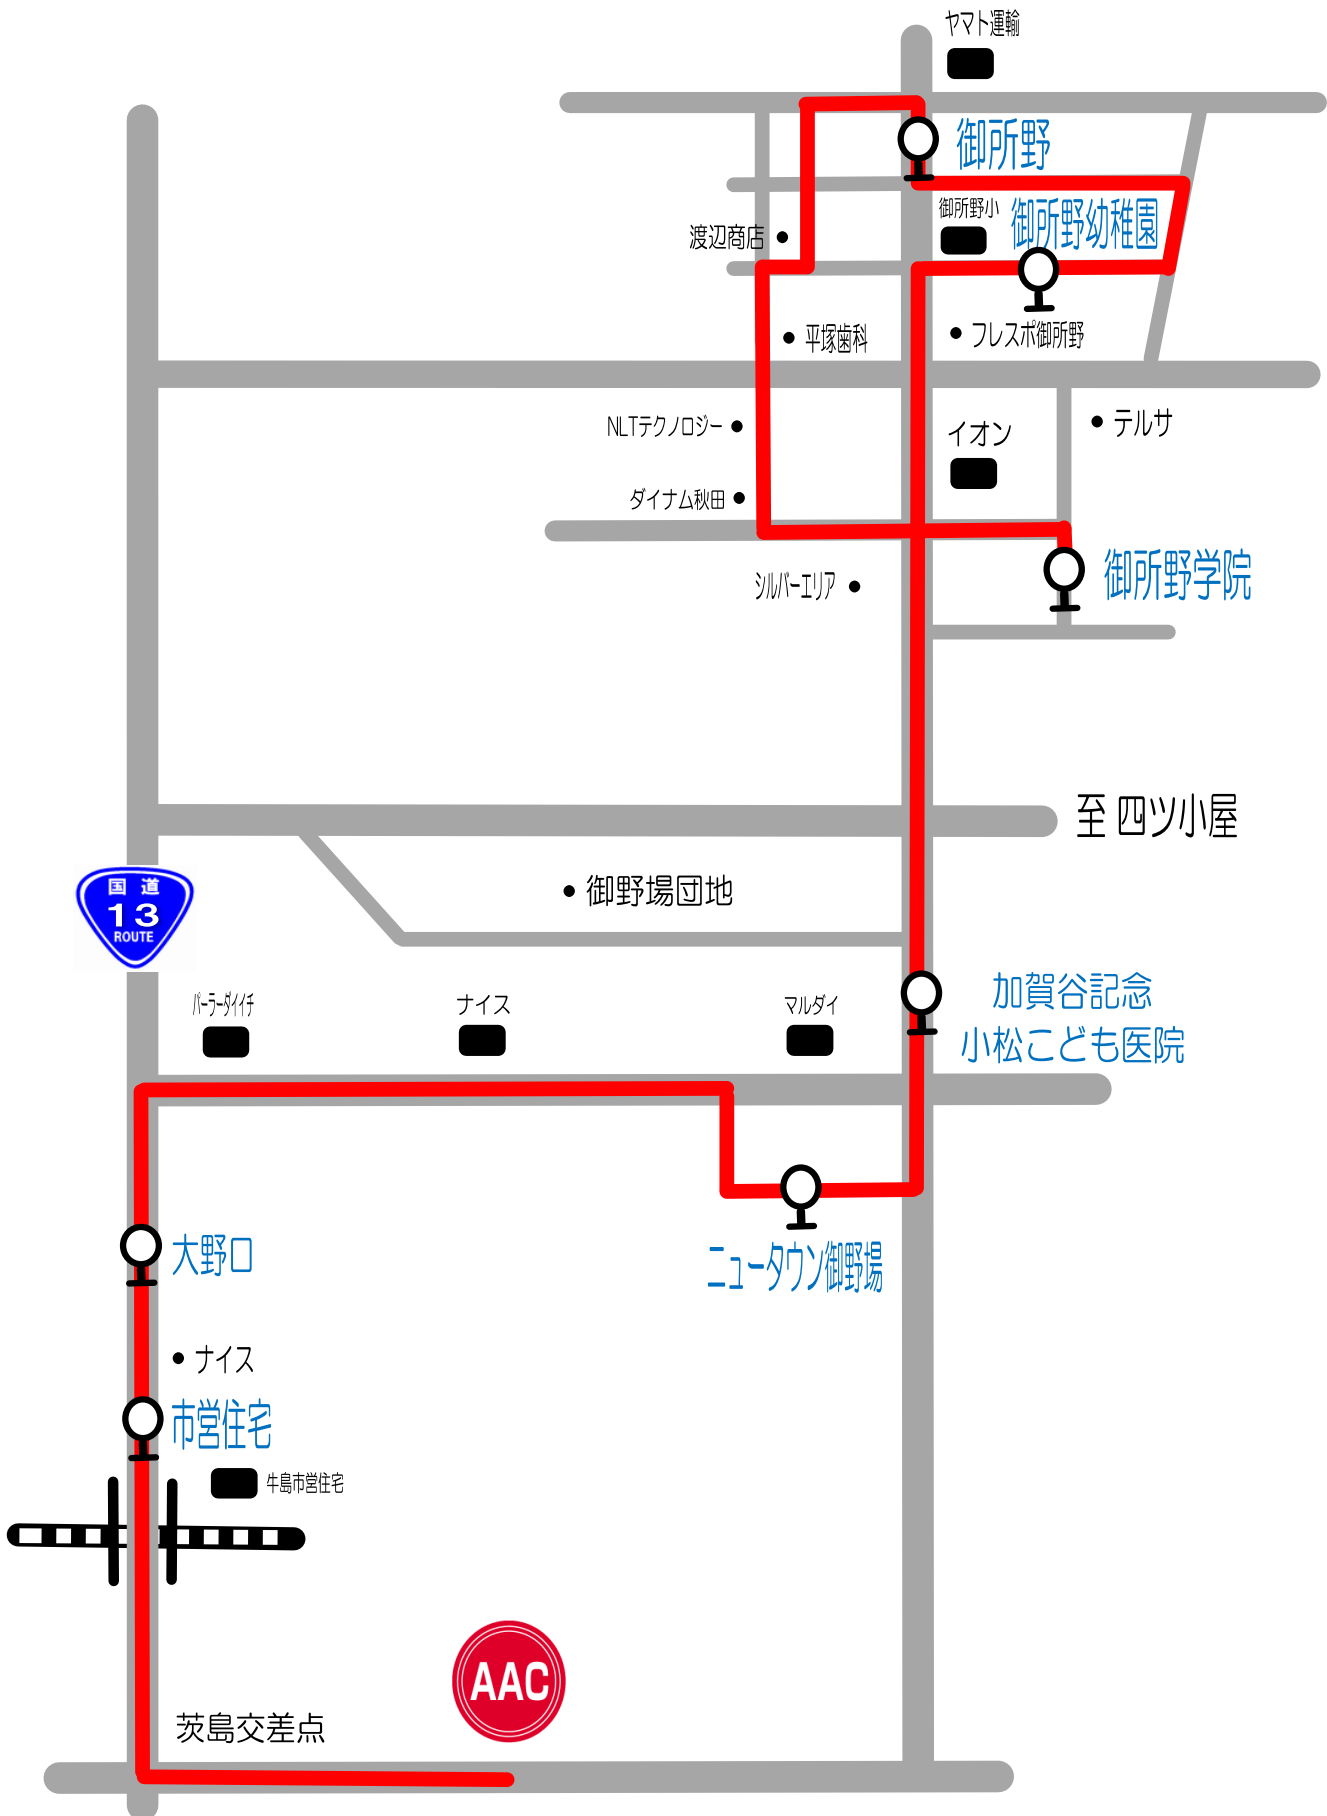 ヤマト運輸
御所野
御所野小
御所野幼稚園
渡辺商店
平塚歯科
フレスポ御所野
NLTテクノロジー
イオン
テルサ
ダイナム秋田
シルバーエリア
御所野学院
至 四ツ小屋
国道
13
ROUTE
御野場団地
パーラーダイイチ
ナイス
マルダイ
加賀谷記念
小松こども医院
大野口
ニュータウン御野場
ナイス
市営住宅
牛島市営住宅
AAC
茨島交差点